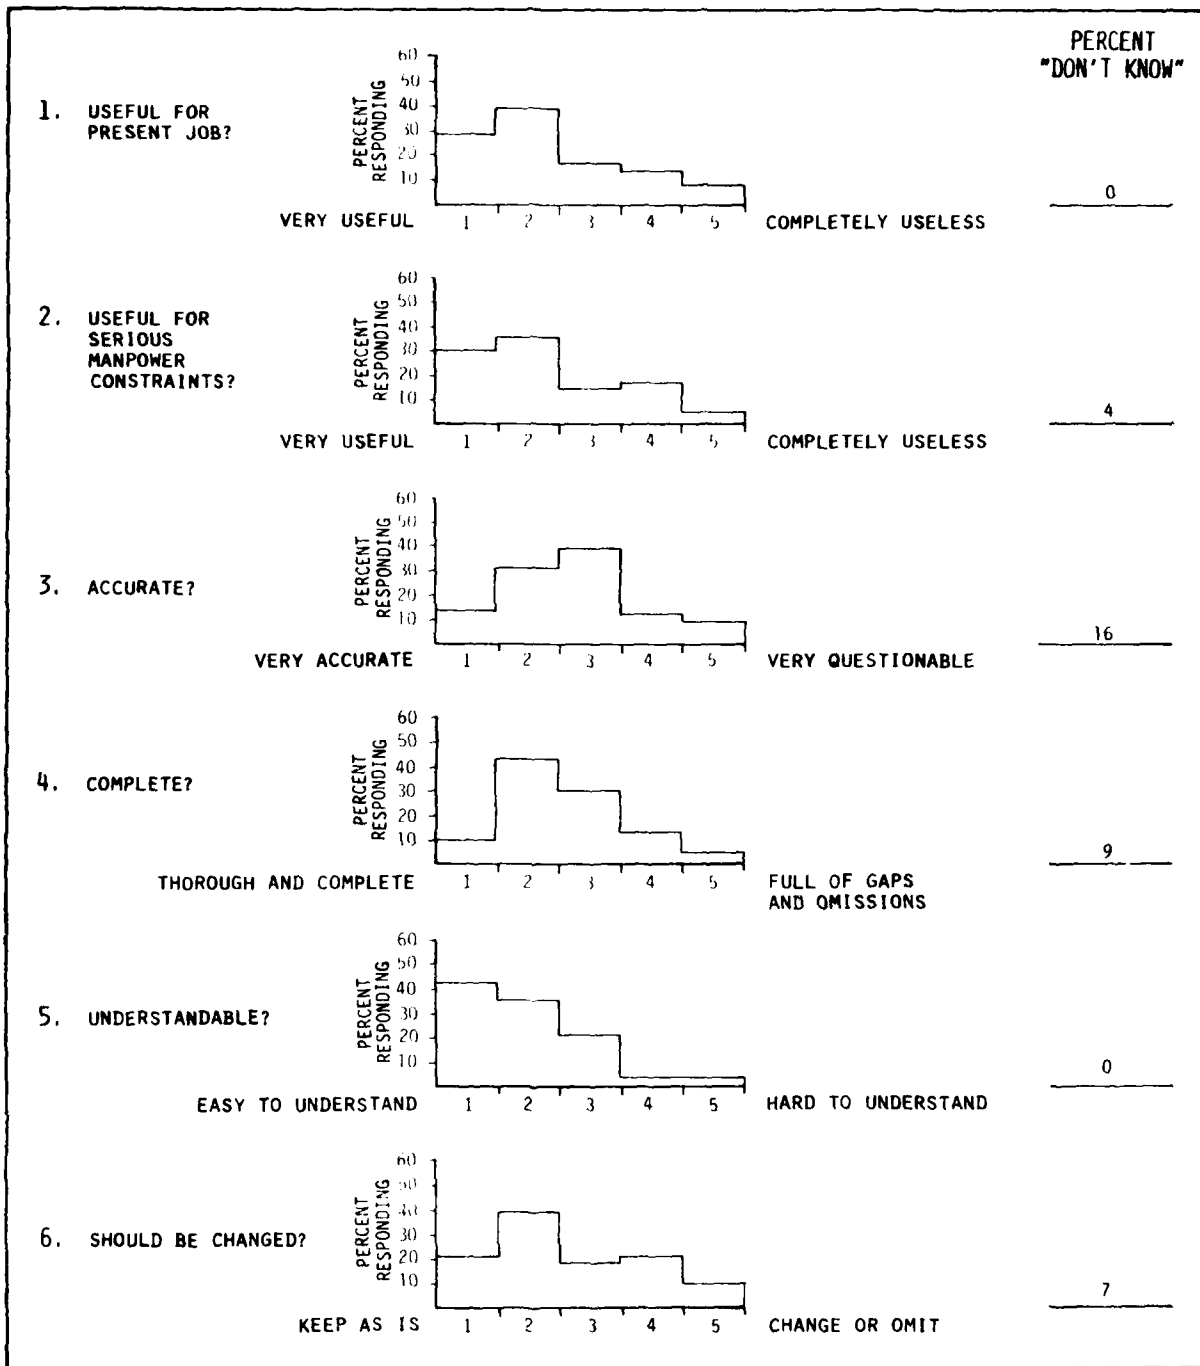 PERCENT
"DON'T KNOW"
1. USEFUL FOR
PRESENT JOB?
PERCENT
RESPONDING
60
50
40
30
20
10
VERY USEFUL 1 2 3 4 5 COMPLETELY USELESS
0
2. USEFUL FOR
SERIOUS
MANPOWER
CONSTRAINTS?
PERCENT
RESPONDING
60
50
40
30
20
10
VERY USEFUL 1 2 3 4 5 COMPLETELY USELESS
4
3. ACCURATE?
PERCENT
RESPONDING
60
50
40
30
20
10
VERY ACCURATE 1 2 3 4 5 VERY QUESTIONABLE
16
4. COMPLETE?
PERCENT
RESPONDING
60
50
40
30
20
10
THOROUGH AND COMPLETE 1 2 3 4 5 FULL OF GAPS
AND OMISSIONS
9
5. UNDERSTANDABLE?
PERCENT
RESPONDING
60
50
40
30
20
10
EASY TO UNDERSTAND 1 2 3 4 5 HARD TO UNDERSTAND
0
6. SHOULD BE CHANGED?
PERCENT
RESPONDING
60
50
40
30
20
10
KEEP AS IS 1 2 3 4 5 CHANGE OR OMIT
7